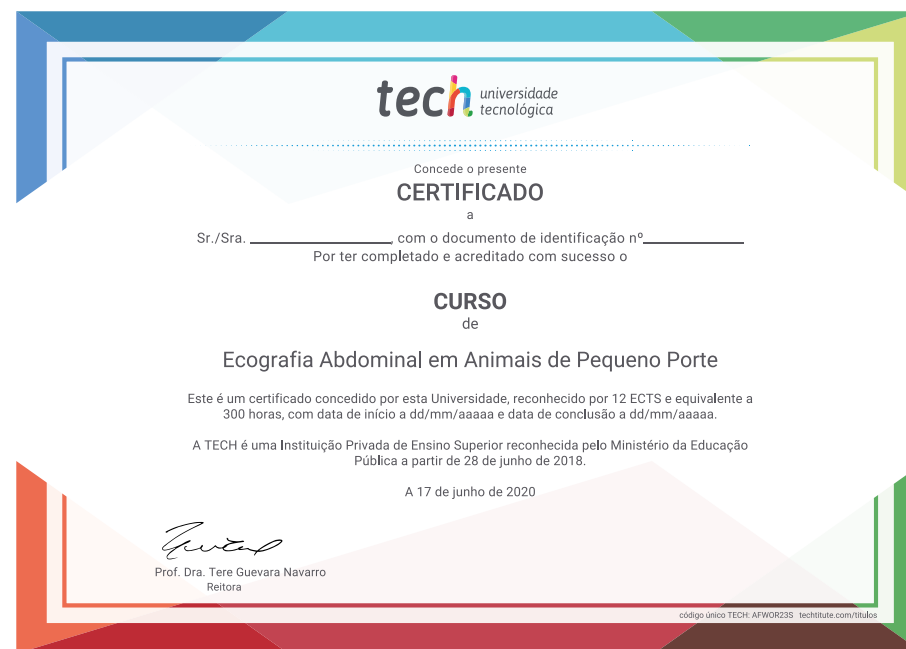 tech universidade
tecnológica
Concede o presente
CERTIFICADO
a
Sr./Sra. ____________, com o documento de identificação nº____________
Por ter completado e acreditado com sucesso o
CURSO
de
Ecografia Abdominal em Animais de Pequeno Porte
Este é um certificado concedido por esta Universidade, reconhecido por 12 ECTS e equivalente a
300 horas, com data de início a dd/mm/aaaaa e data de conclusão a dd/mm/aaaaa.
A TECH é uma Instituição Privada de Ensino Superior reconhecida pelo Ministério da Educação
Pública a partir de 28 de junho de 2018.
A 17 de junho de 2020
Prof. Dra. Tere Guevara Navarro
Reitora
código único TECH: AFWOR23S techtitute.com/titulos